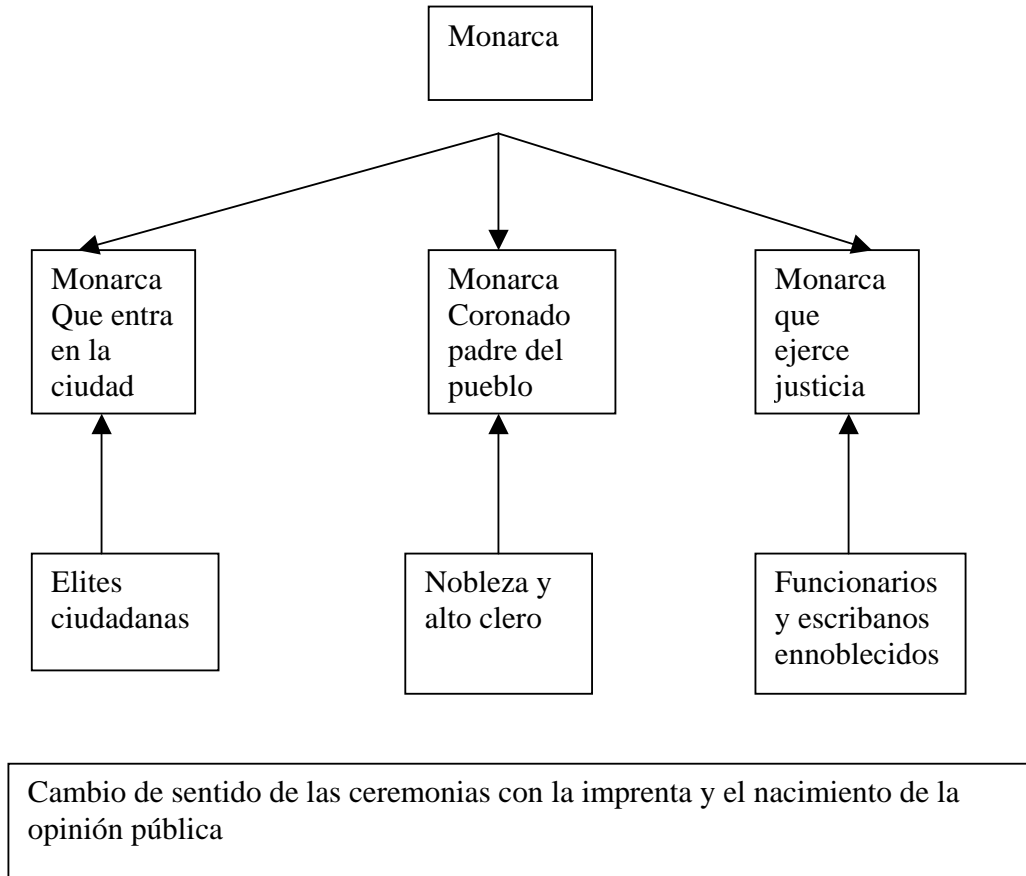 Monarca
Monarca
Que entra
en la
ciudad
Monarca
Coronado
padre del
pueblo
Monarca
que
ejerce
justicia
Elites
ciudadanas
Nobleza y
alto clero
Funcionarios
y escribanos
ennoblecidos
Cambio de sentido de las ceremonias con la imprenta y el nacimiento de la
opinión pública